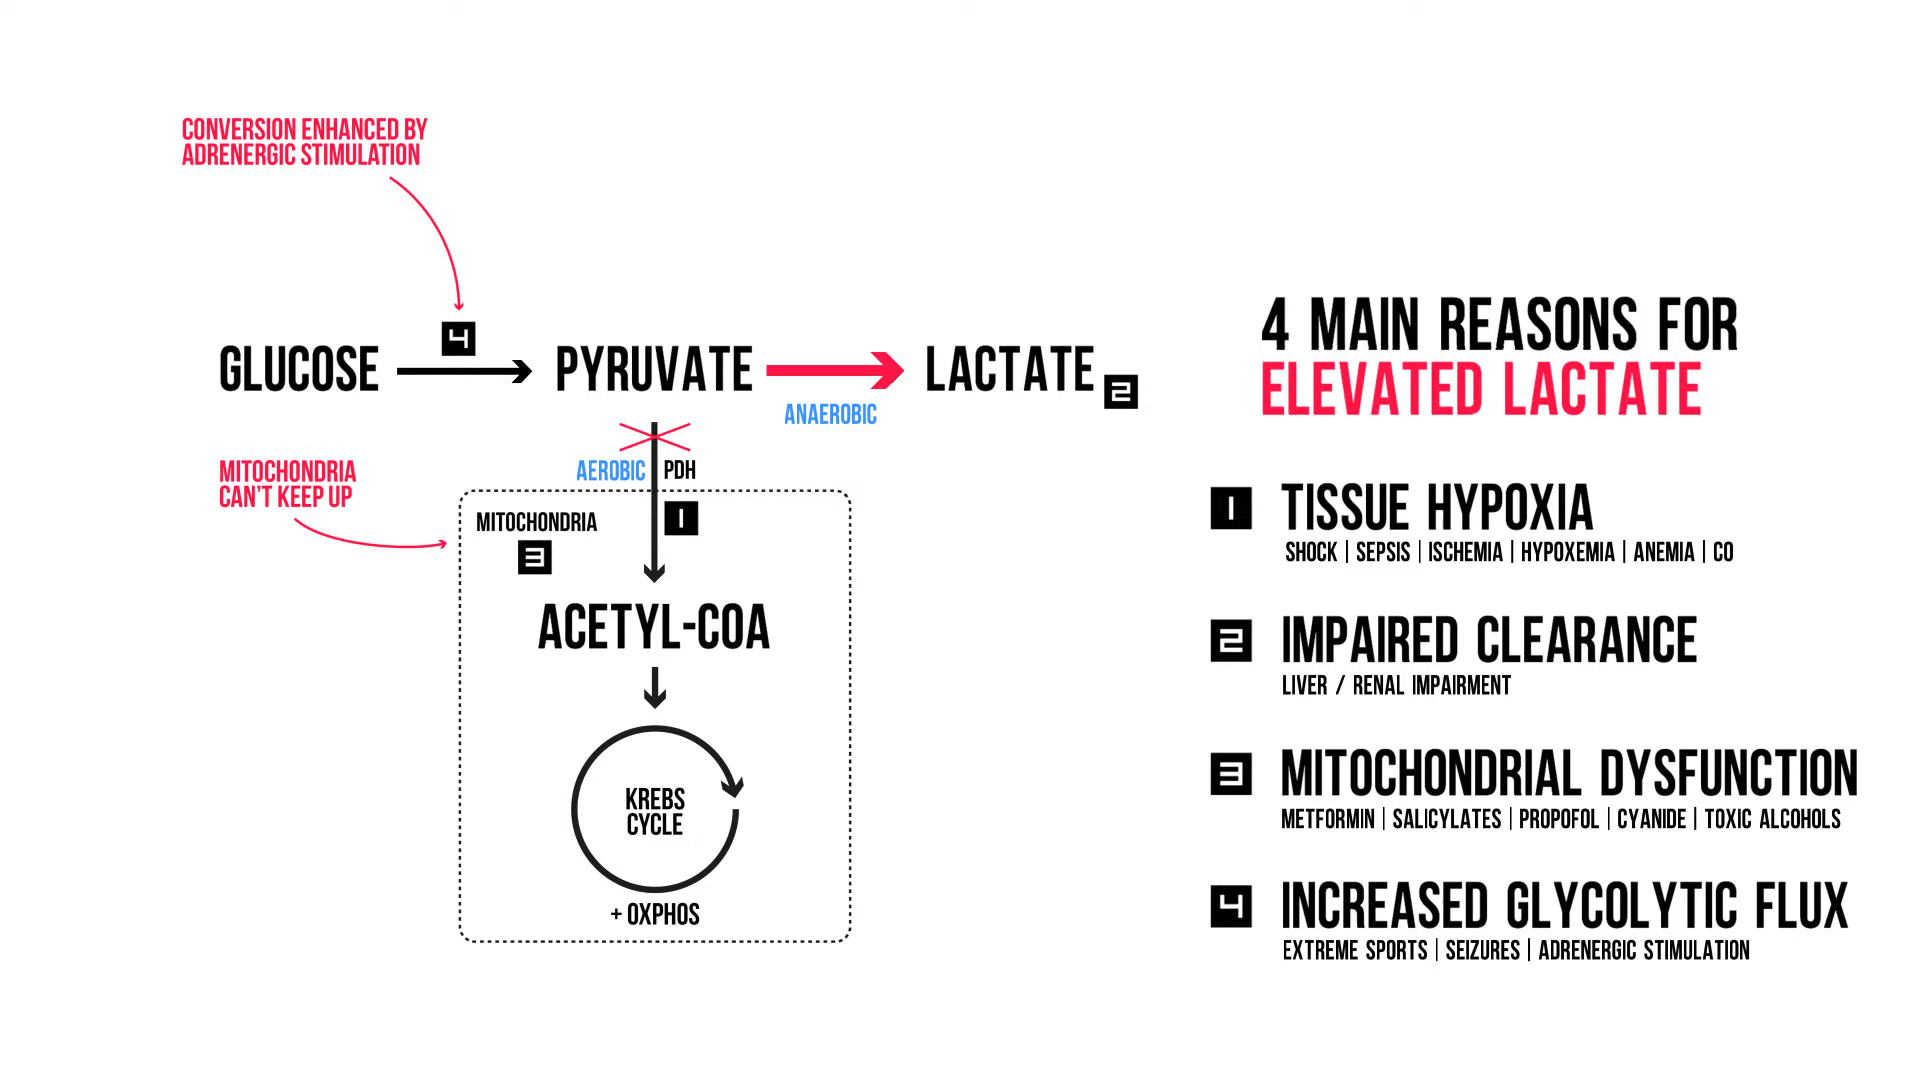 CONVERSION ENHANCED BY
ADRENERGIC STIMULATION
4
GLUCOSE
PYRUVATE
LACTATE
2
ANAEROBIC
MITOCHONDRIA
CAN'T KEEP UP
AEROBIC
PDH
MITOCHONDRIA
3
1
ACETYL-COA
KREBS
CYCLE
+ OXPHOS
4 MAIN REASONS FOR
ELEVATED LACTATE
1 TISSUE HYPOXIA
SHOCK | SEPSIS | ISCHEMIA | HYPOXEMIA | ANEMIA | CO
2 IMPAIRED CLEARANCE
LIVER / RENAL IMPAIRMENT
3 MITOCHONDRIAL DYSFUNCTION
METFORMIN | SALICYLATES | PROPOFOL | CYANIDE | TOXIC ALCOHOLS
4 INCREASED GLYCOLYTIC FLUX
EXTREME SPORTS | SEIZURES | ADRENERGIC STIMULATION